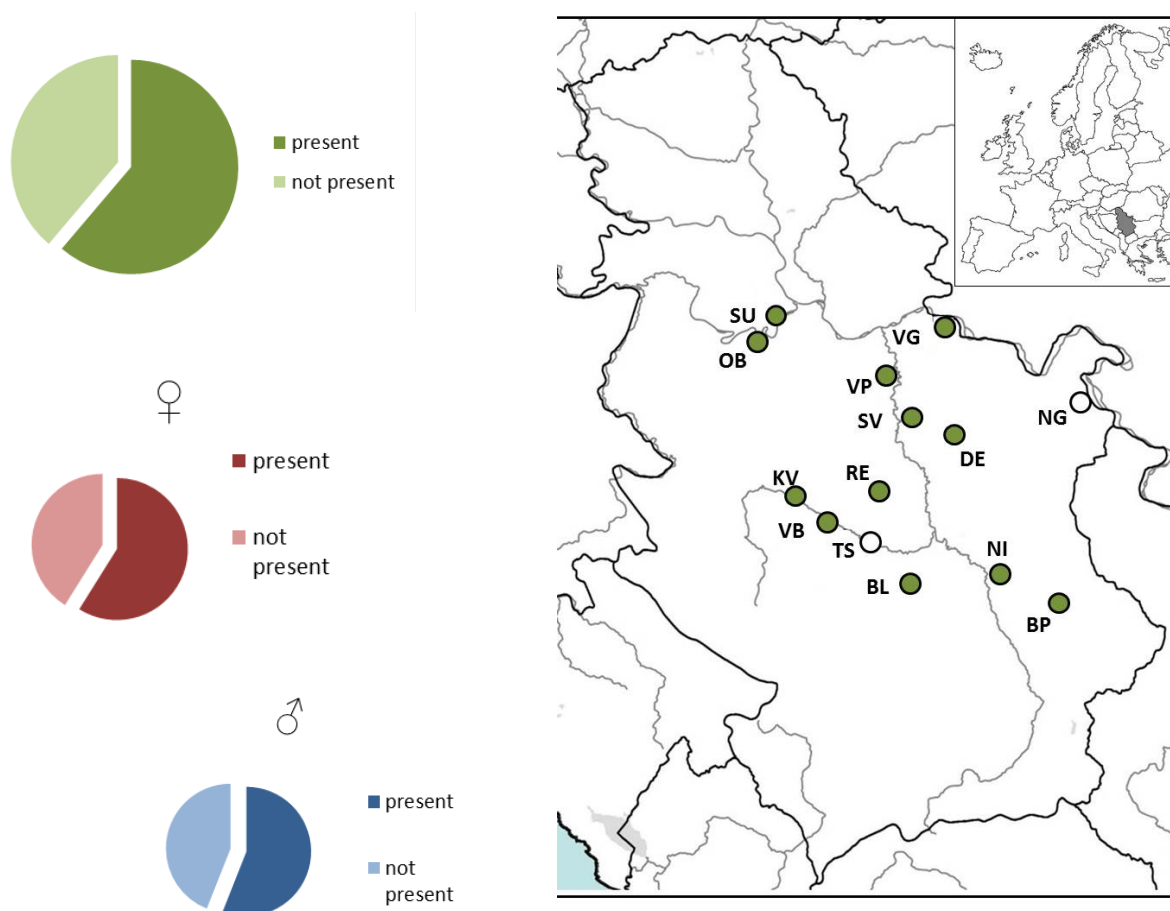 present
not present
♀
present
not
present
♂
present
not
present
SU
OB
VG
VP
SV
NG
DE
KV
RE
VB
TS
NI
BL
BP